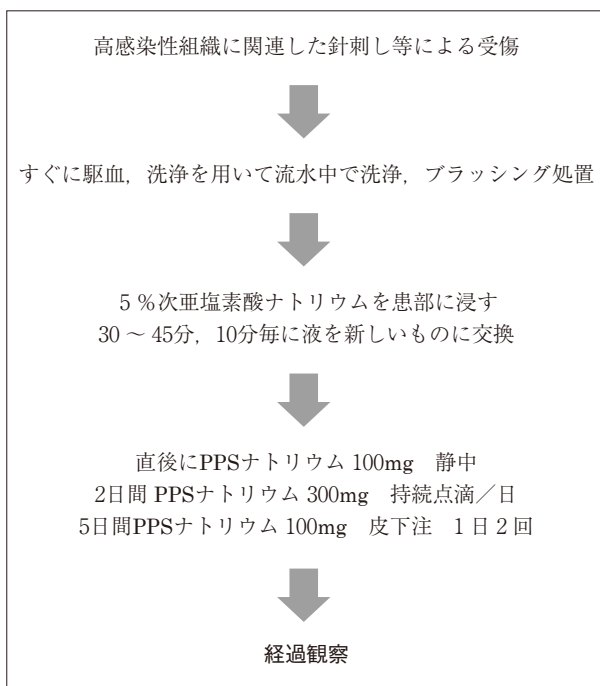 高感染性組織に関連した針刺し等による受傷
すぐに駆血，洗浄を用いて流水中で洗浄，ブラッシング処置
5％次亜塩素酸ナトリウムを患部に浸す
30～45分，10分毎に液を新しいものに交換
直後にPPSナトリウム 100mg　静中
2日間 PPSナトリウム 300mg　持続点滴／日
5日間PPSナトリウム 100mg　皮下注　1日2回
経過観察